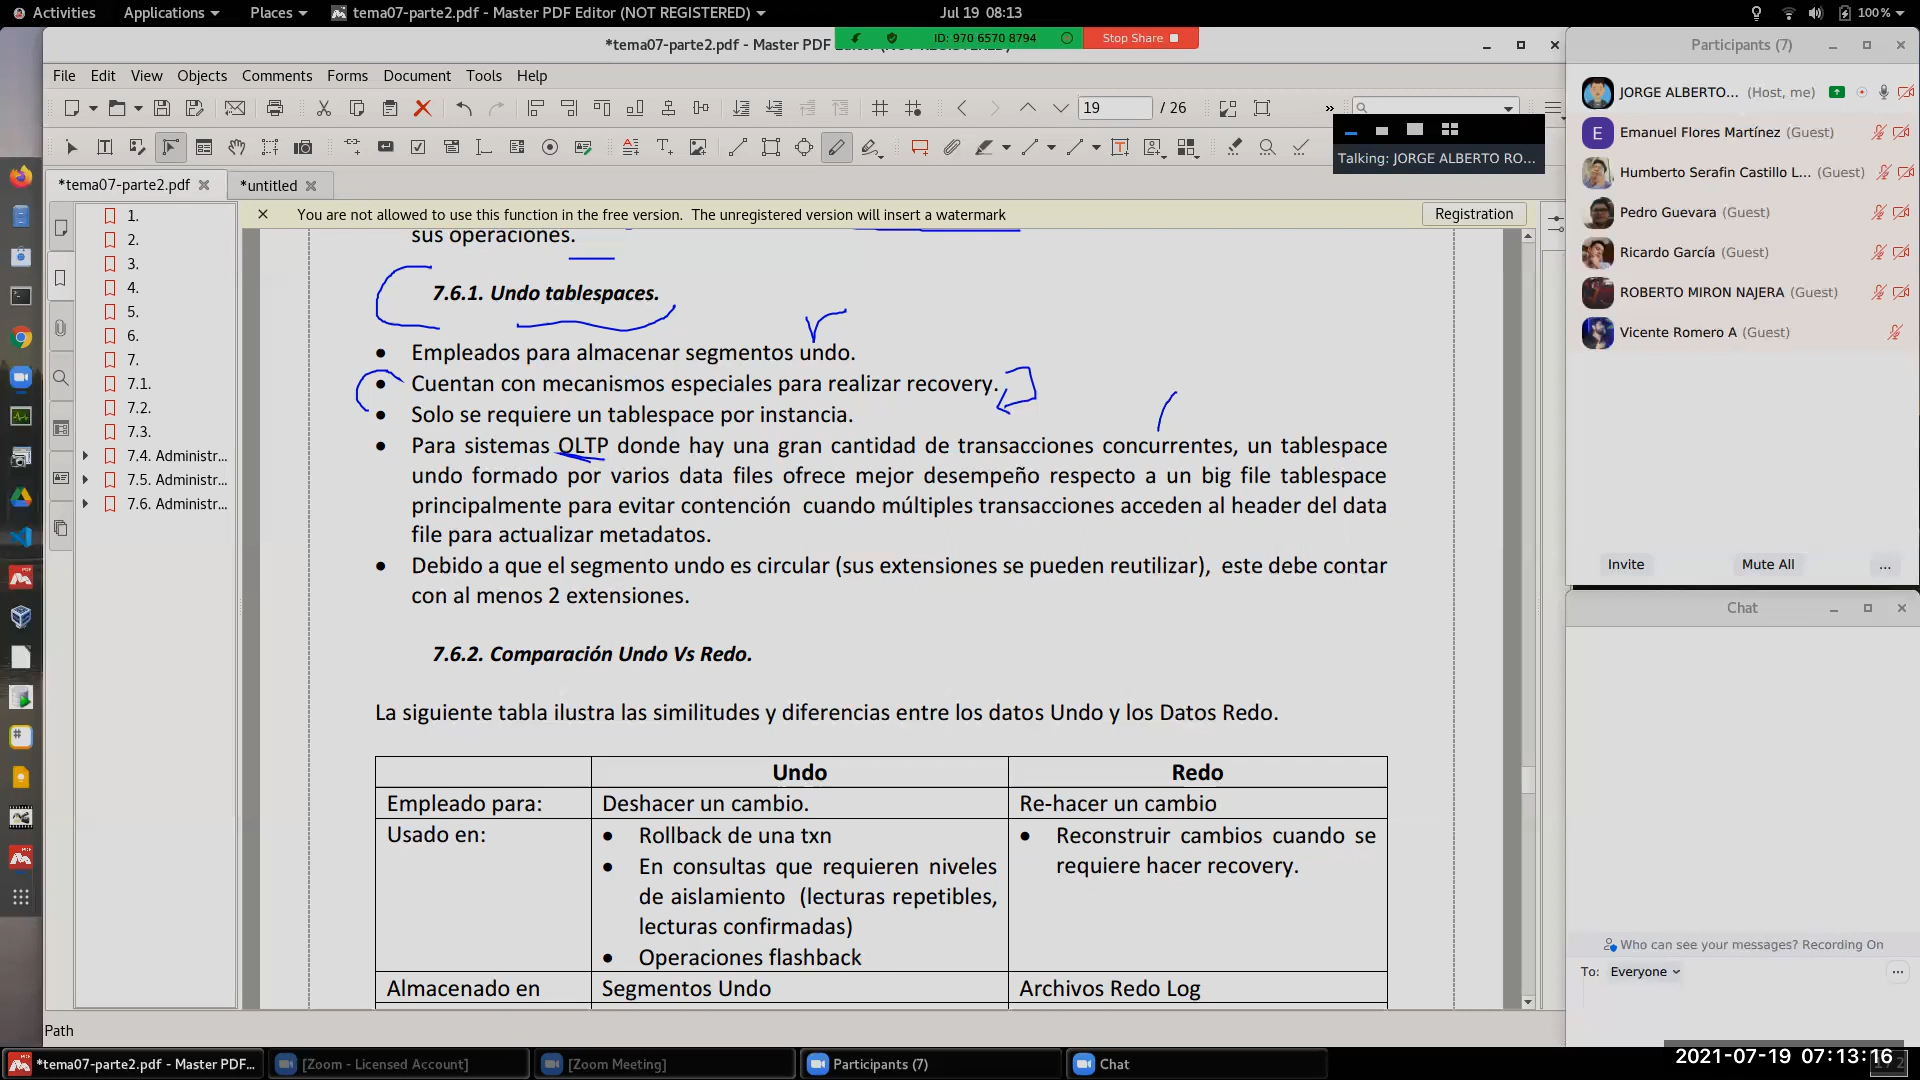 Activities
Applications
Places
tema07-parte2.pdf - Master PDF Editor (NOT REGISTERED)
Jul 19 08:13
100%
*tema07-parte2.pdf - Master PDF
ID: 970 6570 8794
Stop Share
File Edit View Objects Comments Forms Document Tools Help
19 / 26
Talking: JORGE ALBERTO RO...
*tema07-parte2.pdf
*untitled
You are not allowed to use this function in the free version. The unregistered version will insert a watermark
Registration
1.
2.
3.
4.
5.
6.
7.
7.1.
7.2.
7.3.
7.4. Administr...
7.5. Administr...
7.6. Administr...
sus operaciones.
7.6.1. Undo tablespaces.
• Empleados para almacenar segmentos undo.
• Cuentan con mecanismos especiales para realizar recovery.
• Solo se requiere un tablespace por instancia.
• Para sistemas OLTP donde hay una gran cantidad de transacciones concurrentes, un tablespace
undo formado por varios data files ofrece mejor desempeño respecto a un big file tablespace
principalmente para evitar contención cuando múltiples transacciones acceden al header del data
file para actualizar metadatos.
• Debido a que el segmento undo es circular (sus extensiones se pueden reutilizar), este debe contar
con al menos 2 extensiones.
7.6.2. Comparación Undo Vs Redo.
La siguiente tabla ilustra las similitudes y diferencias entre los datos Undo y los Datos Redo.
Undo Redo
Empleado para: Deshacer un cambio. Re-hacer un cambio
Usado en:
• Rollback de una txn
• En consultas que requieren niveles
de aislamiento (lecturas repetibles,
lecturas confirmadas)
• Operaciones flashback
• Reconstruir cambios cuando se
requiere hacer recovery.
Almacenado en Segmentos Undo Archivos Redo Log
Path
Participants (7)
JORGE ALBERTO... (Host, me)
E
Emanuel Flores Martínez (Guest)
Humberto Serafin Castillo L... (Guest)
Pedro Guevara (Guest)
Ricardo García (Guest)
ROBERTO MIRON NAJERA (Guest)
Vicente Romero A (Guest)
Invite
Mute All
...
Chat
Who can see your messages? Recording On
To: Everyone
*tema07-parte2.pdf - Master PDF...
[Zoom - Licensed Account]
[Zoom Meeting]
Participants (7)
Chat
2021-07-19 07:13:16